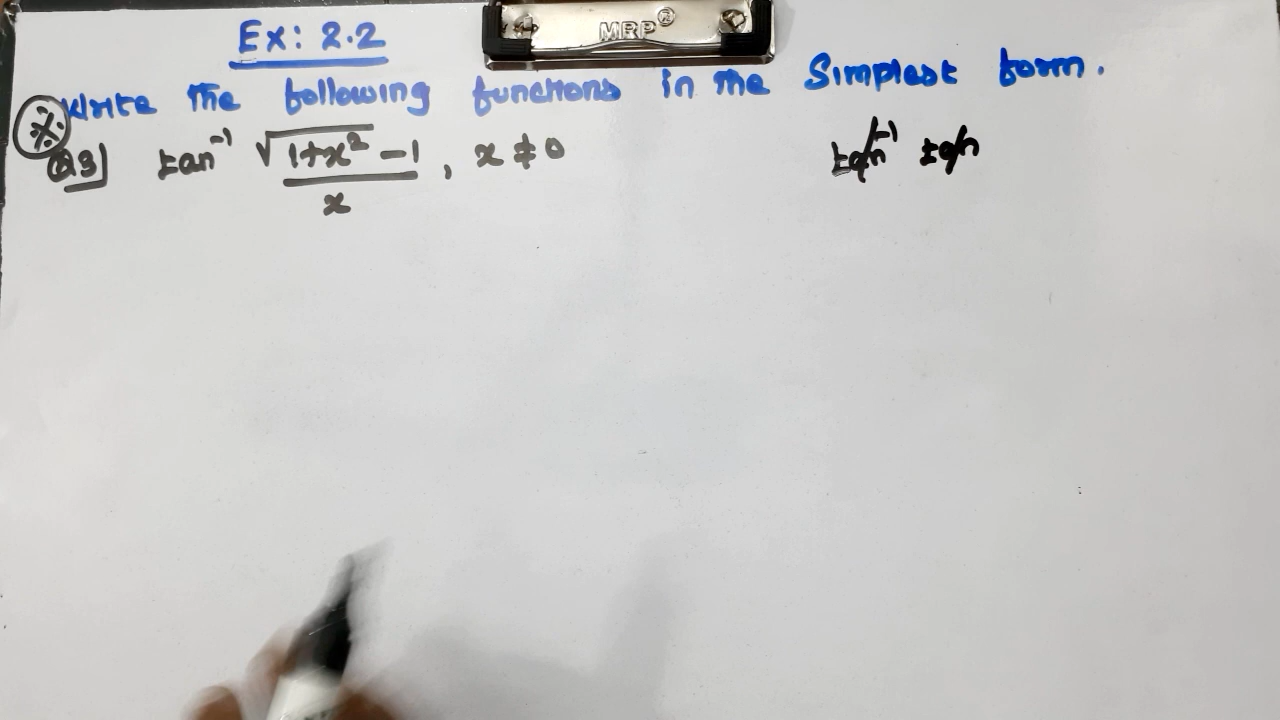 MRP®
Ex: 2.2
Write the following functions in the Simplest form.
Q3] tan⁻¹ √1+x² -1 / x , x ≠ 0
tan⁻¹ tan